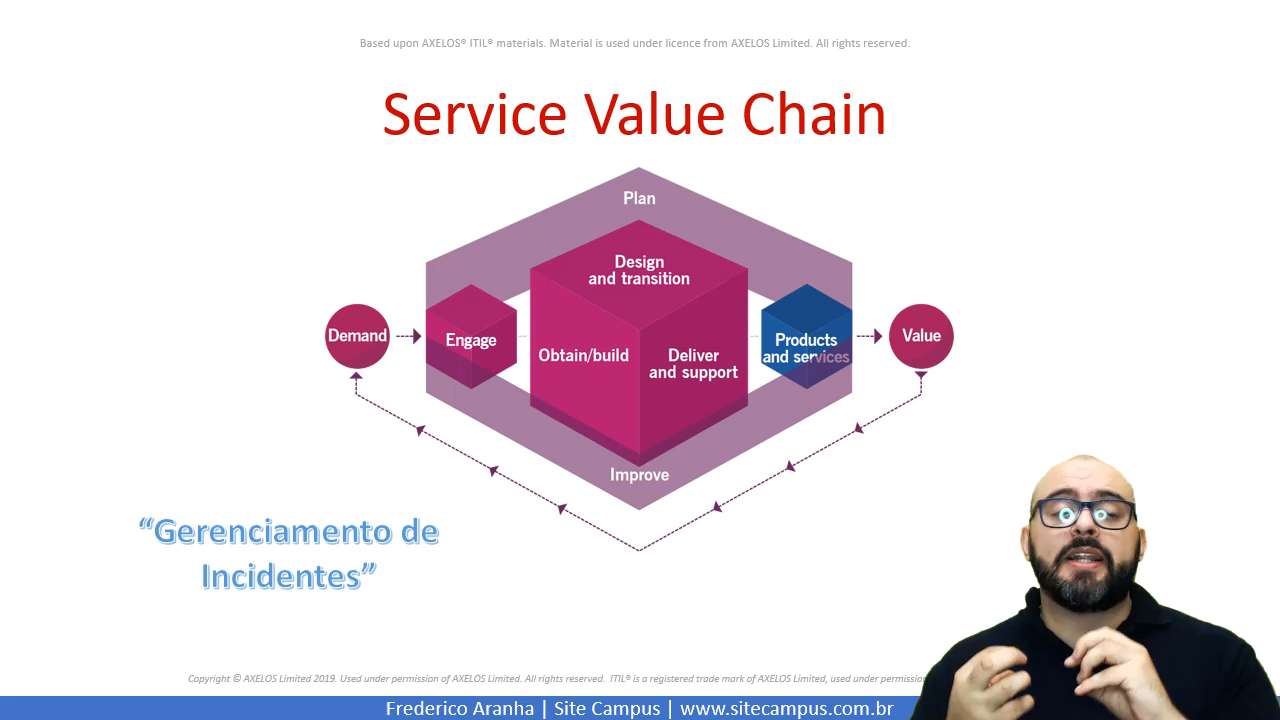 Based upon AXELOS® ITIL® materials. Material is used under licence from AXELOS Limited. All rights reserved.
Service Value Chain
Plan
Design
and transition
Demand
Engage
Obtain/build
Deliver
and support
Products
and services
Value
Improve
“Gerenciamento de
Incidentes”
Copyright © AXELOS Limited 2019. Used under permission of AXELOS Limited. All rights reserved. ITIL® is a registered trade mark of AXELOS Limited, used under
Frederico Aranha | Site Campus | www.sitecampus.com.br